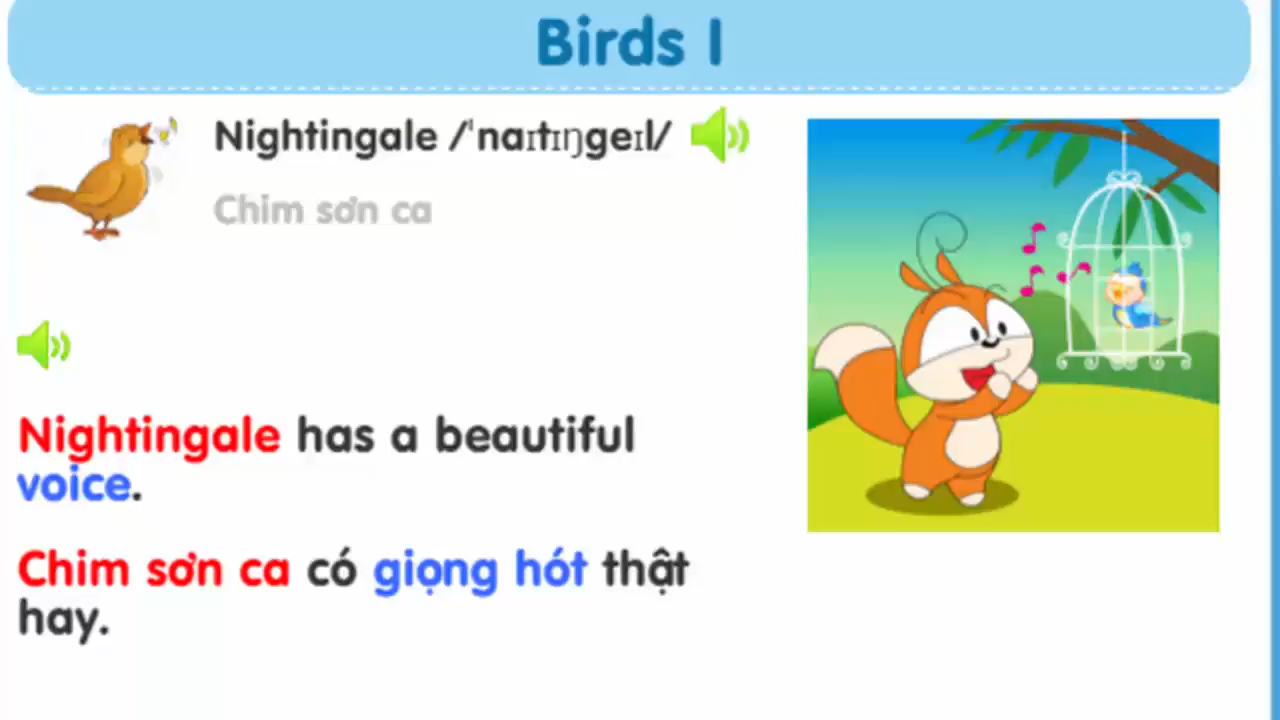 Birds I
Nightingale /ˈnaɪtɪŋgeɪl/
Chim sơn ca
Nightingale has a beautiful
voice.
Chim sơn ca có giọng hót thật
hay.